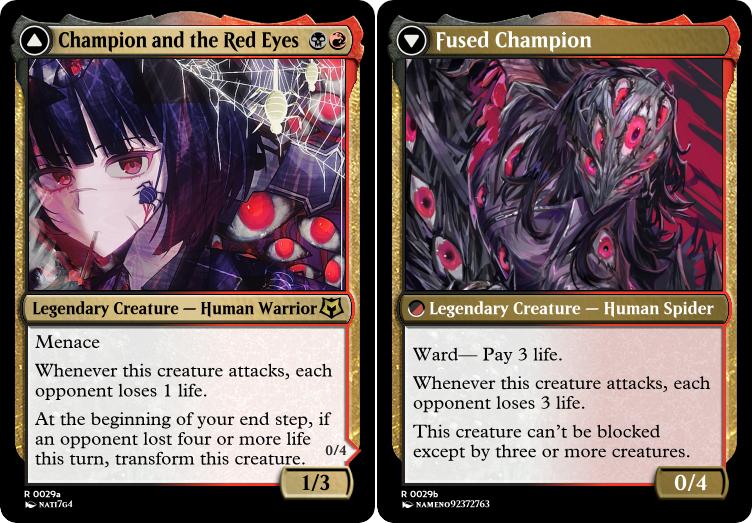 Champion and the Red Eyes
Legendary Creature — Human Warrior
Menace
Whenever this creature attacks, each
opponent loses 1 life.
At the beginning of your end step, if
an opponent lost four or more life
this turn, transform this creature.
0/4
1/3
R 0029a
NATI7G4
Fused Champion
Legendary Creature — Human Spider
Ward— Pay 3 life.
Whenever this creature attacks, each
opponent loses 3 life.
This creature can't be blocked
except by three or more creatures.
0/4
R 0029b
NAMENO92372763